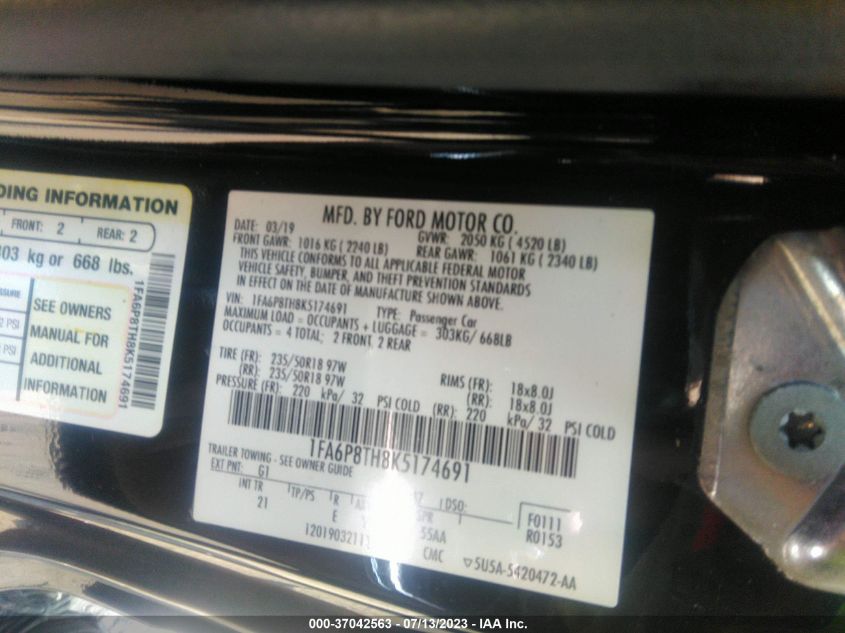 DING INFORMATION
FRONT: 2
REAR: 2
kg or 668 lbs.
SEE OWNERS
MANUAL FOR
ADDITIONAL
INFORMATION
PSI
PSI
1FA6P8TH8K5174691
MFD. BY FORD MOTOR CO.
DATE: 03/19 GVWR: 2050 KG ( 4520 LB)
FRONT GAWR: 1016 KG ( 2240 LB) REAR GAWR: 1061 KG ( 2340 LB)
THIS VEHICLE CONFORMS TO ALL APPLICABLE FEDERAL MOTOR
VEHICLE SAFETY, BUMPER, AND THEFT PREVENTION STANDARDS
IN EFFECT ON THE DATE OF MANUFACTURE SHOWN ABOVE.
VIN: 1FA6P8TH8K5174691 TYPE: Passenger Car
MAXIMUM LOAD = OCCUPANTS + LUGGAGE = 303KG/ 668LB
OCCUPANTS = 4 TOTAL; 2 FRONT, 2 REAR
TIRE (FR): 235/50R18 97W RIMS (FR): 18x8.0J
(RR): 235/50R18 97W (RR): 18x8.0J
PRESSURE (FR): 220 kPa/ 32 PSI COLD (RR): 220 kPa/ 32 PSI COLD
1FA6P8TH8K5174691
TRAILER TOWING - SEE OWNER GUIDE
EXT PNT: G1
INT TR TP/PS R DSO:
21 E F0111
55AA R0153
CMC ▽5U5A-5420472-AA
000-37042563 - 07/13/2023 - IAA Inc.